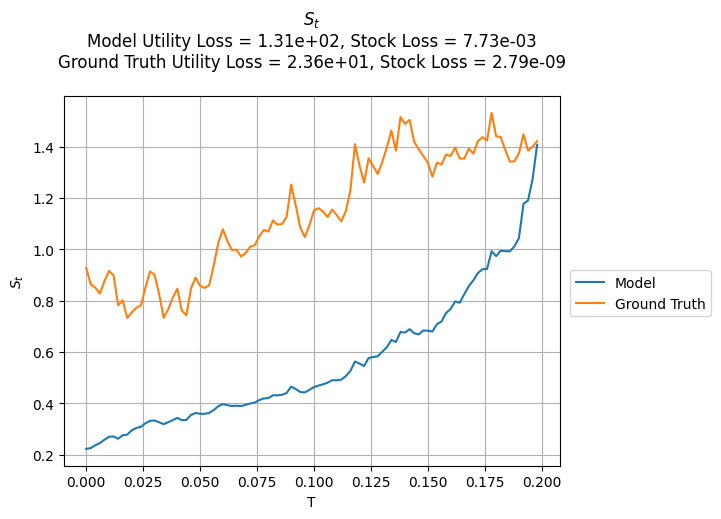 S_t
Model Utility Loss = 1.31e+02, Stock Loss = 7.73e-03
Ground Truth Utility Loss = 2.36e+01, Stock Loss = 2.79e-09
1.4
1.2
1.0
0.8
0.6
0.4
0.2
S_t
0.000 0.025 0.050 0.075 0.100 0.125 0.150 0.175 0.200
T
Model
Ground Truth